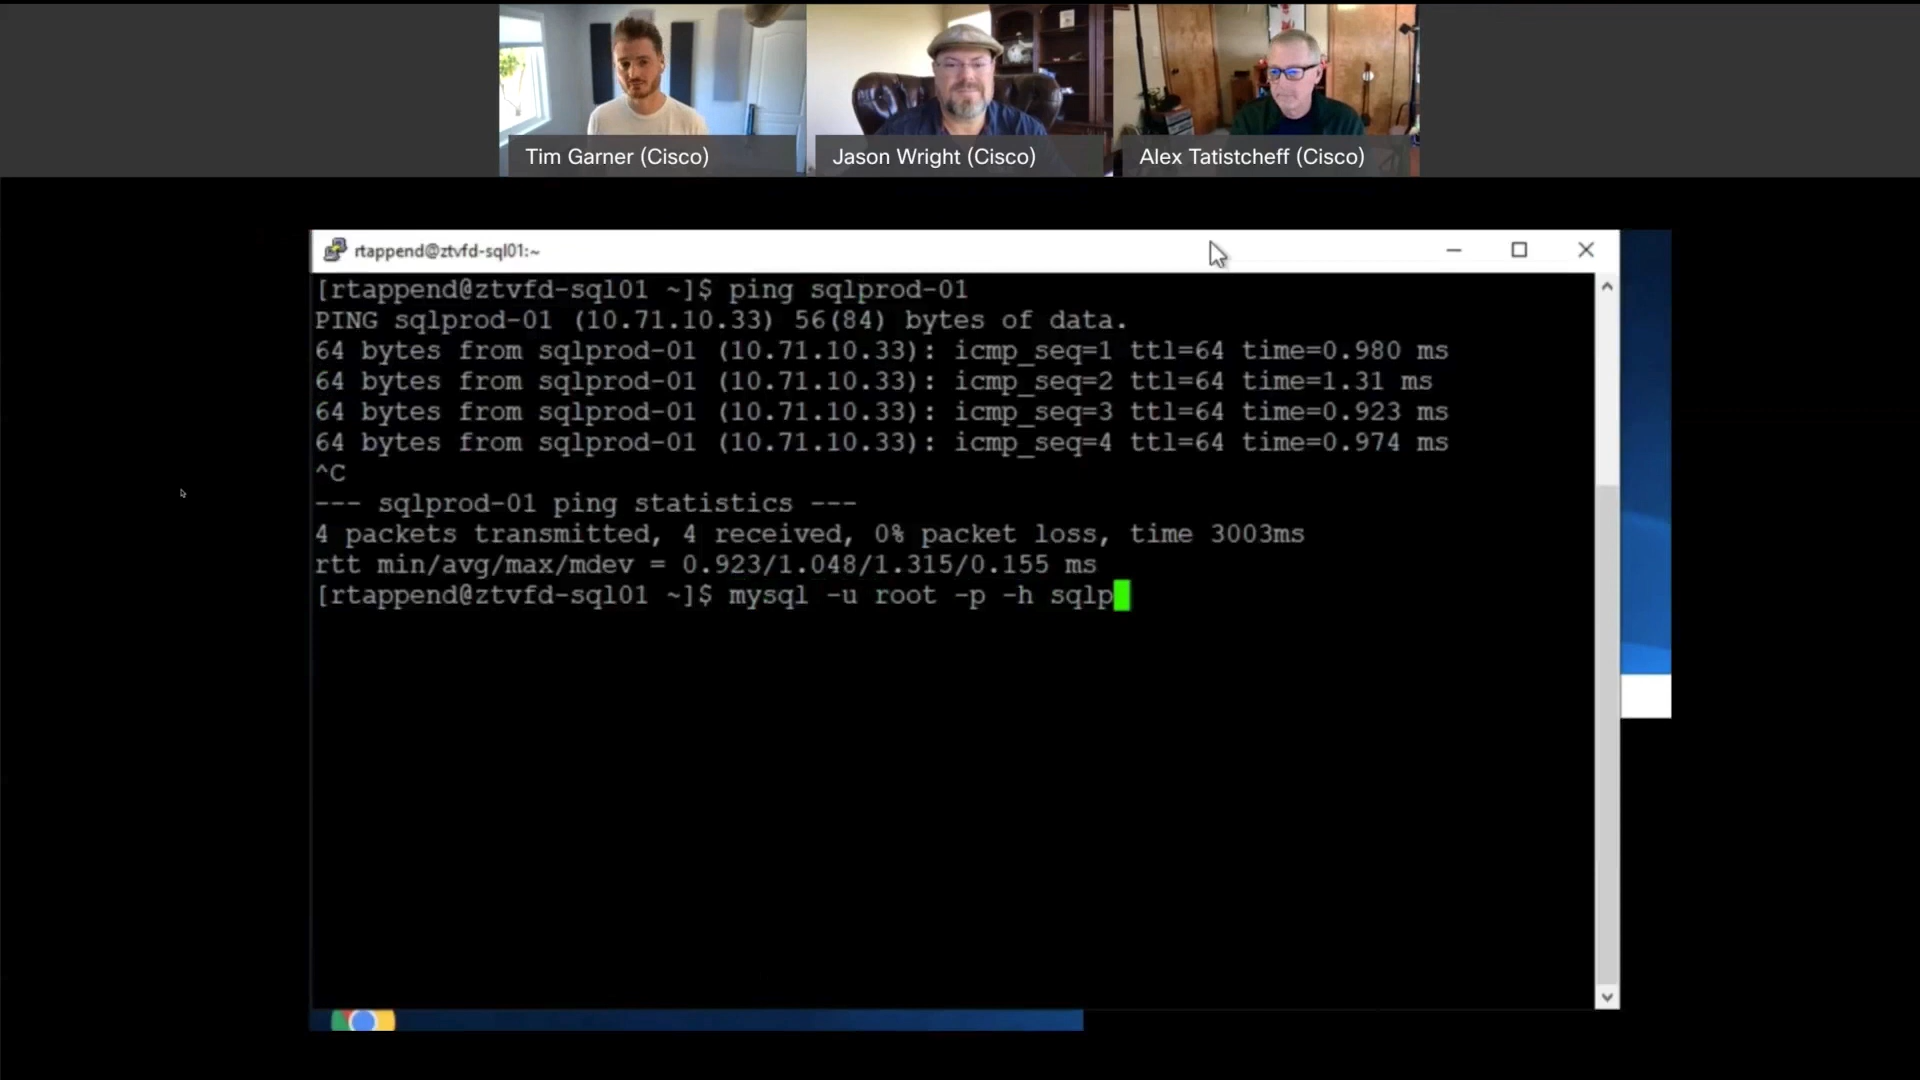 Tim Garner (Cisco)
Jason Wright (Cisco)
Alex Tatistcheff (Cisco)
rtappend@ztvfd-sql01:~
[rtappend@ztvfd-sql01 ~]$ ping sqlprod-01
PING sqlprod-01 (10.71.10.33) 56(84) bytes of data.
64 bytes from sqlprod-01 (10.71.10.33): icmp_seq=1 ttl=64 time=0.980 ms
64 bytes from sqlprod-01 (10.71.10.33): icmp_seq=2 ttl=64 time=1.31 ms
64 bytes from sqlprod-01 (10.71.10.33): icmp_seq=3 ttl=64 time=0.923 ms
64 bytes from sqlprod-01 (10.71.10.33): icmp_seq=4 ttl=64 time=0.974 ms
^C
--- sqlprod-01 ping statistics ---
4 packets transmitted, 4 received, 0% packet loss, time 3003ms
rtt min/avg/max/mdev = 0.923/1.048/1.315/0.155 ms
[rtappend@ztvfd-sql01 ~]$ mysql -u root -p -h sqlp